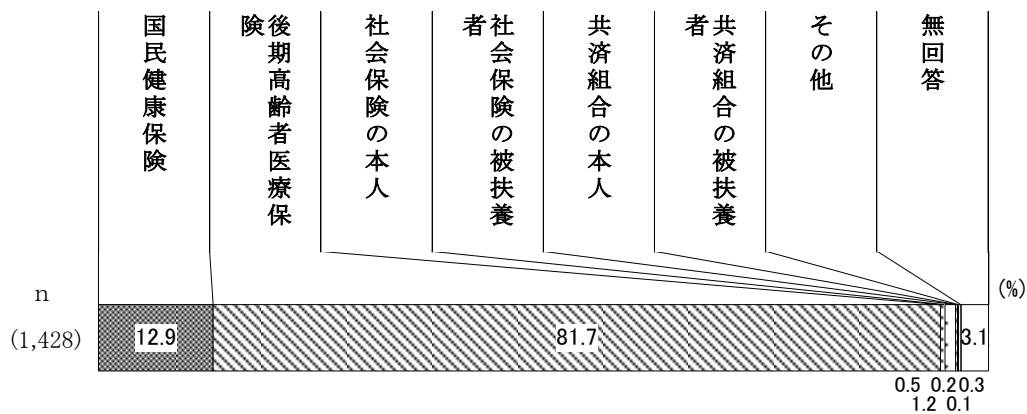 国民健康保険
後期高齢者医療保
険
社会保険の本人
社会保険の被扶養
者
共済組合の本人
共済組合の被扶養
者
その他
無回答
n
(%)
(1,428)
12.9
81.7
3.1
0.5 0.2 0.3
1.2 0.1